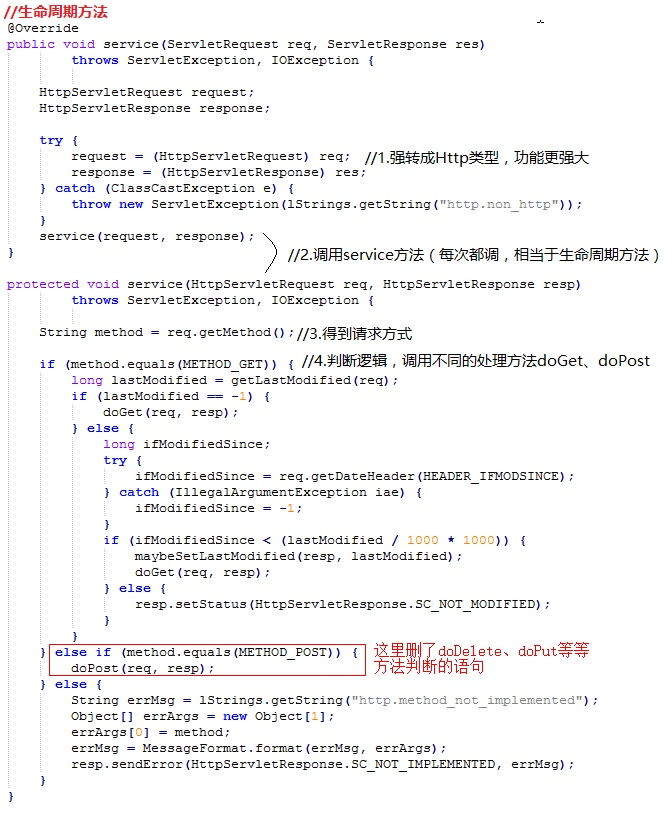 //生命周期方法
@Override
public void service(ServletRequest req, ServletResponse res)
        throws ServletException, IOException {
    HttpServletRequest request;
    HttpServletResponse response;
    try {
        request = (HttpServletRequest) req; //1.强转成Http类型，功能更强大
        response = (HttpServletResponse) res;
    } catch (ClassCastException e) {
        throw new ServletException(lStrings.getString("http.non_http"));
    }
    service(request, response);
} //2.调用service方法（每次都调，相当于生命周期方法）
protected void service(HttpServletRequest req, HttpServletResponse resp)
        throws ServletException, IOException {
    String method = req.getMethod(); //3.得到请求方式
    if (method.equals(METHOD_GET)) { //4.判断逻辑，调用不同的处理方法doGet、doPost
        long lastModified = getLastModified(req);
        if (lastModified == -1) {
            doGet(req, resp);
        } else {
            long ifModifiedSince;
            try {
                ifModifiedSince = req.getDateHeader(HEADER_IFMODSINCE);
            } catch (IllegalArgumentException iae) {
                ifModifiedSince = -1;
            }
            if (ifModifiedSince < (lastModified / 1000 * 1000)) {
                maybeSetLastModified(resp, lastModified);
                doGet(req, resp);
            } else {
                resp.setStatus(HttpServletResponse.SC_NOT_MODIFIED);
            }
        }
    } else if (method.equals(METHOD_POST)) { 这里删了doDelete、doPut等等
        doPost(req, resp); 方法判断的语句
    } else {
        String errMsg = lStrings.getString("http.method_not_implemented");
        Object[] errArgs = new Object[1];
        errArgs[0] = method;
        errMsg = MessageFormat.format(errMsg, errArgs);
        resp.sendError(HttpServletResponse.SC_NOT_IMPLEMENTED, errMsg);
    }
}